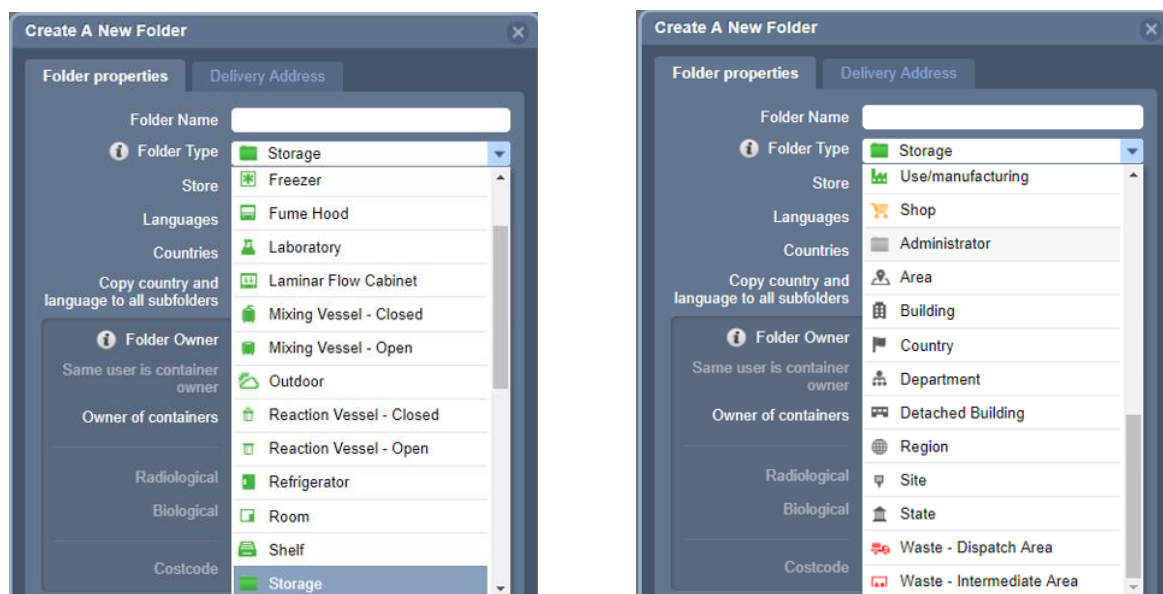 Create A New Folder
Folder properties
Delivery Address
Folder Name
Folder Type
Storage
Store
Languages
Countries
Copy country and
language to all subfolders
Folder Owner
Same user is container
owner
Owner of containers
Radiological
Biological
Costcode
Freezer
Fume Hood
Laboratory
Laminar Flow Cabinet
Mixing Vessel - Closed
Mixing Vessel - Open
Outdoor
Reaction Vessel - Closed
Reaction Vessel - Open
Refrigerator
Room
Shelf
Storage
Create A New Folder
Folder properties
Delivery Address
Folder Name
Folder Type
Storage
Store
Languages
Countries
Copy country and
language to all subfolders
Folder Owner
Same user is container
owner
Owner of containers
Radiological
Biological
Costcode
Use/manufacturing
Shop
Administrator
Area
Building
Country
Department
Detached Building
Region
Site
State
Waste - Dispatch Area
Waste - Intermediate Area